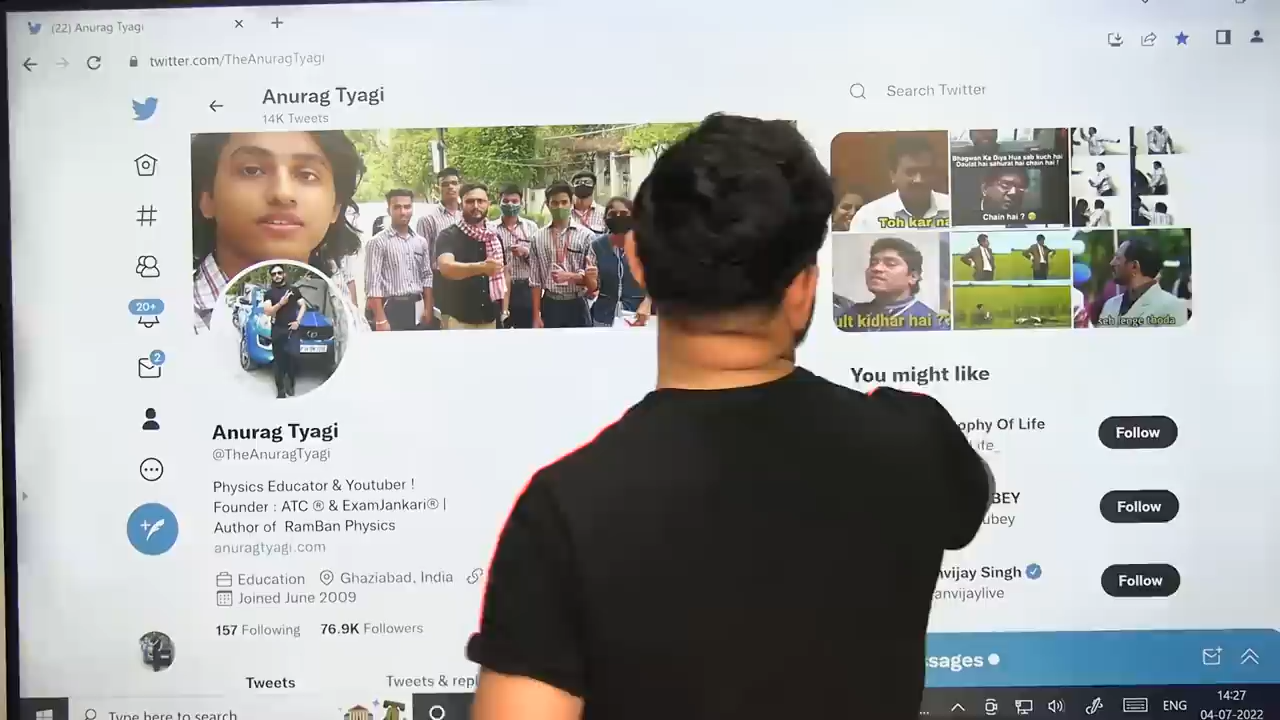 (22) Anurag Tyagi
twitter.com/TheAnuragTyagi
Anurag Tyagi
14K Tweets
Search Twitter
Toh kar na
Bhagwan Ka Diya Hua sab kuch hai
Daulat hai sahurat hai chain hai !
Chain hai ?
ult kidhar hai ??
seh lenge thoda
20+
2
Anurag Tyagi
@TheAnuragTyagi
Physics Educator & Youtuber !
Founder : ATC ® & ExamJankari® |
Author of RamBan Physics
anuragtyagi.com
Education
Ghaziabad, India
Joined June 2009
157 Following
76.9K Followers
Tweets
Tweets & repl
You might like
ophy Of Life
ife_
Follow
BEY
ubey
Follow
nvijay Singh
anvijaylive
Follow
ssages
Type here to search
ENG
14:27
04-07-2022